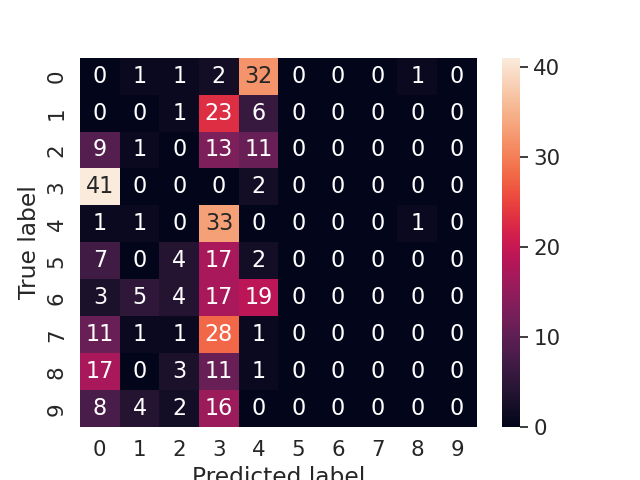 0 0 1 1 2 32 0 0 0 1 0
1 0 0 1 23 6 0 0 0 0 0
2 9 1 0 13 11 0 0 0 0 0
3 41 0 0 0 2 0 0 0 0 0
4 1 1 0 33 0 0 0 0 1 0
5 7 0 4 17 2 0 0 0 0 0
6 3 5 4 17 19 0 0 0 0 0
7 11 1 1 28 1 0 0 0 0 0
8 17 0 3 11 1 0 0 0 0 0
9 8 4 2 16 0 0 0 0 0 0
0 1 2 3 4 5 6 7 8 9
True label
Predicted label
40
30
20
10
0